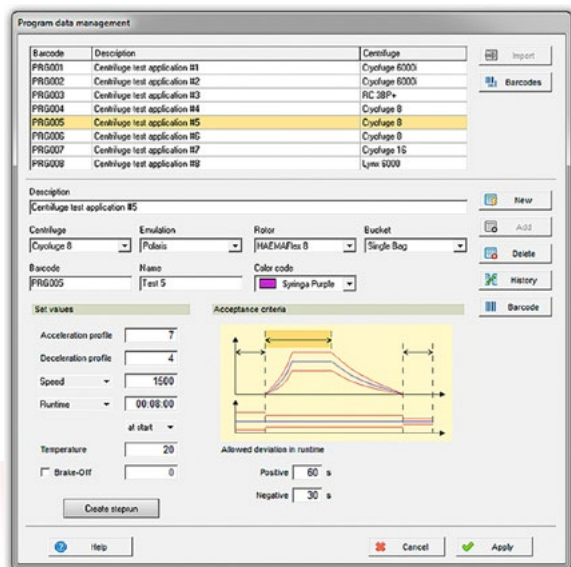 Program data management
Barcode Description Centrifuge
PRG001 Centrifuge test application #1 Cryofuge 6000i
PRG002 Centrifuge test application #2 Cryofuge 6000i
PRG003 Centrifuge test application #3 RC 3BP+
PRG004 Centrifuge test application #4 Cryofuge 8
PRG005 Centrifuge test application #5 Cryofuge 8
PRG006 Centrifuge test application #6 Cryofuge 8
PRG007 Centrifuge test application #7 Cryofuge 16
PRG008 Centrifuge test application #8 Lynx 6000
Import
Barcodes
Description
Centrifuge test application #5
New
Centrifuge Emulation Rotor Bucket
Cryofuge 8 Polaris HAEMAFlex 8 Single Bag
Add
Delete
Barcode Name Color code
PRG005 Test 5 Syringa Purple
History
Barcode
Set values
Acceptance criteria
Acceleration profile 7
Deceleration profile 4
Speed 1500
Runtime 00:08:00
at start
Temperature 20
Brake-Off 0
Create steprun
Allowed deviation in runtime
Positive 60 s
Negative 30 s
Help Cancel Apply